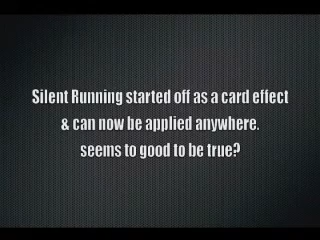 Silent Running started off as a card effect
& can now be applied anywhere.
seems to good to be true?